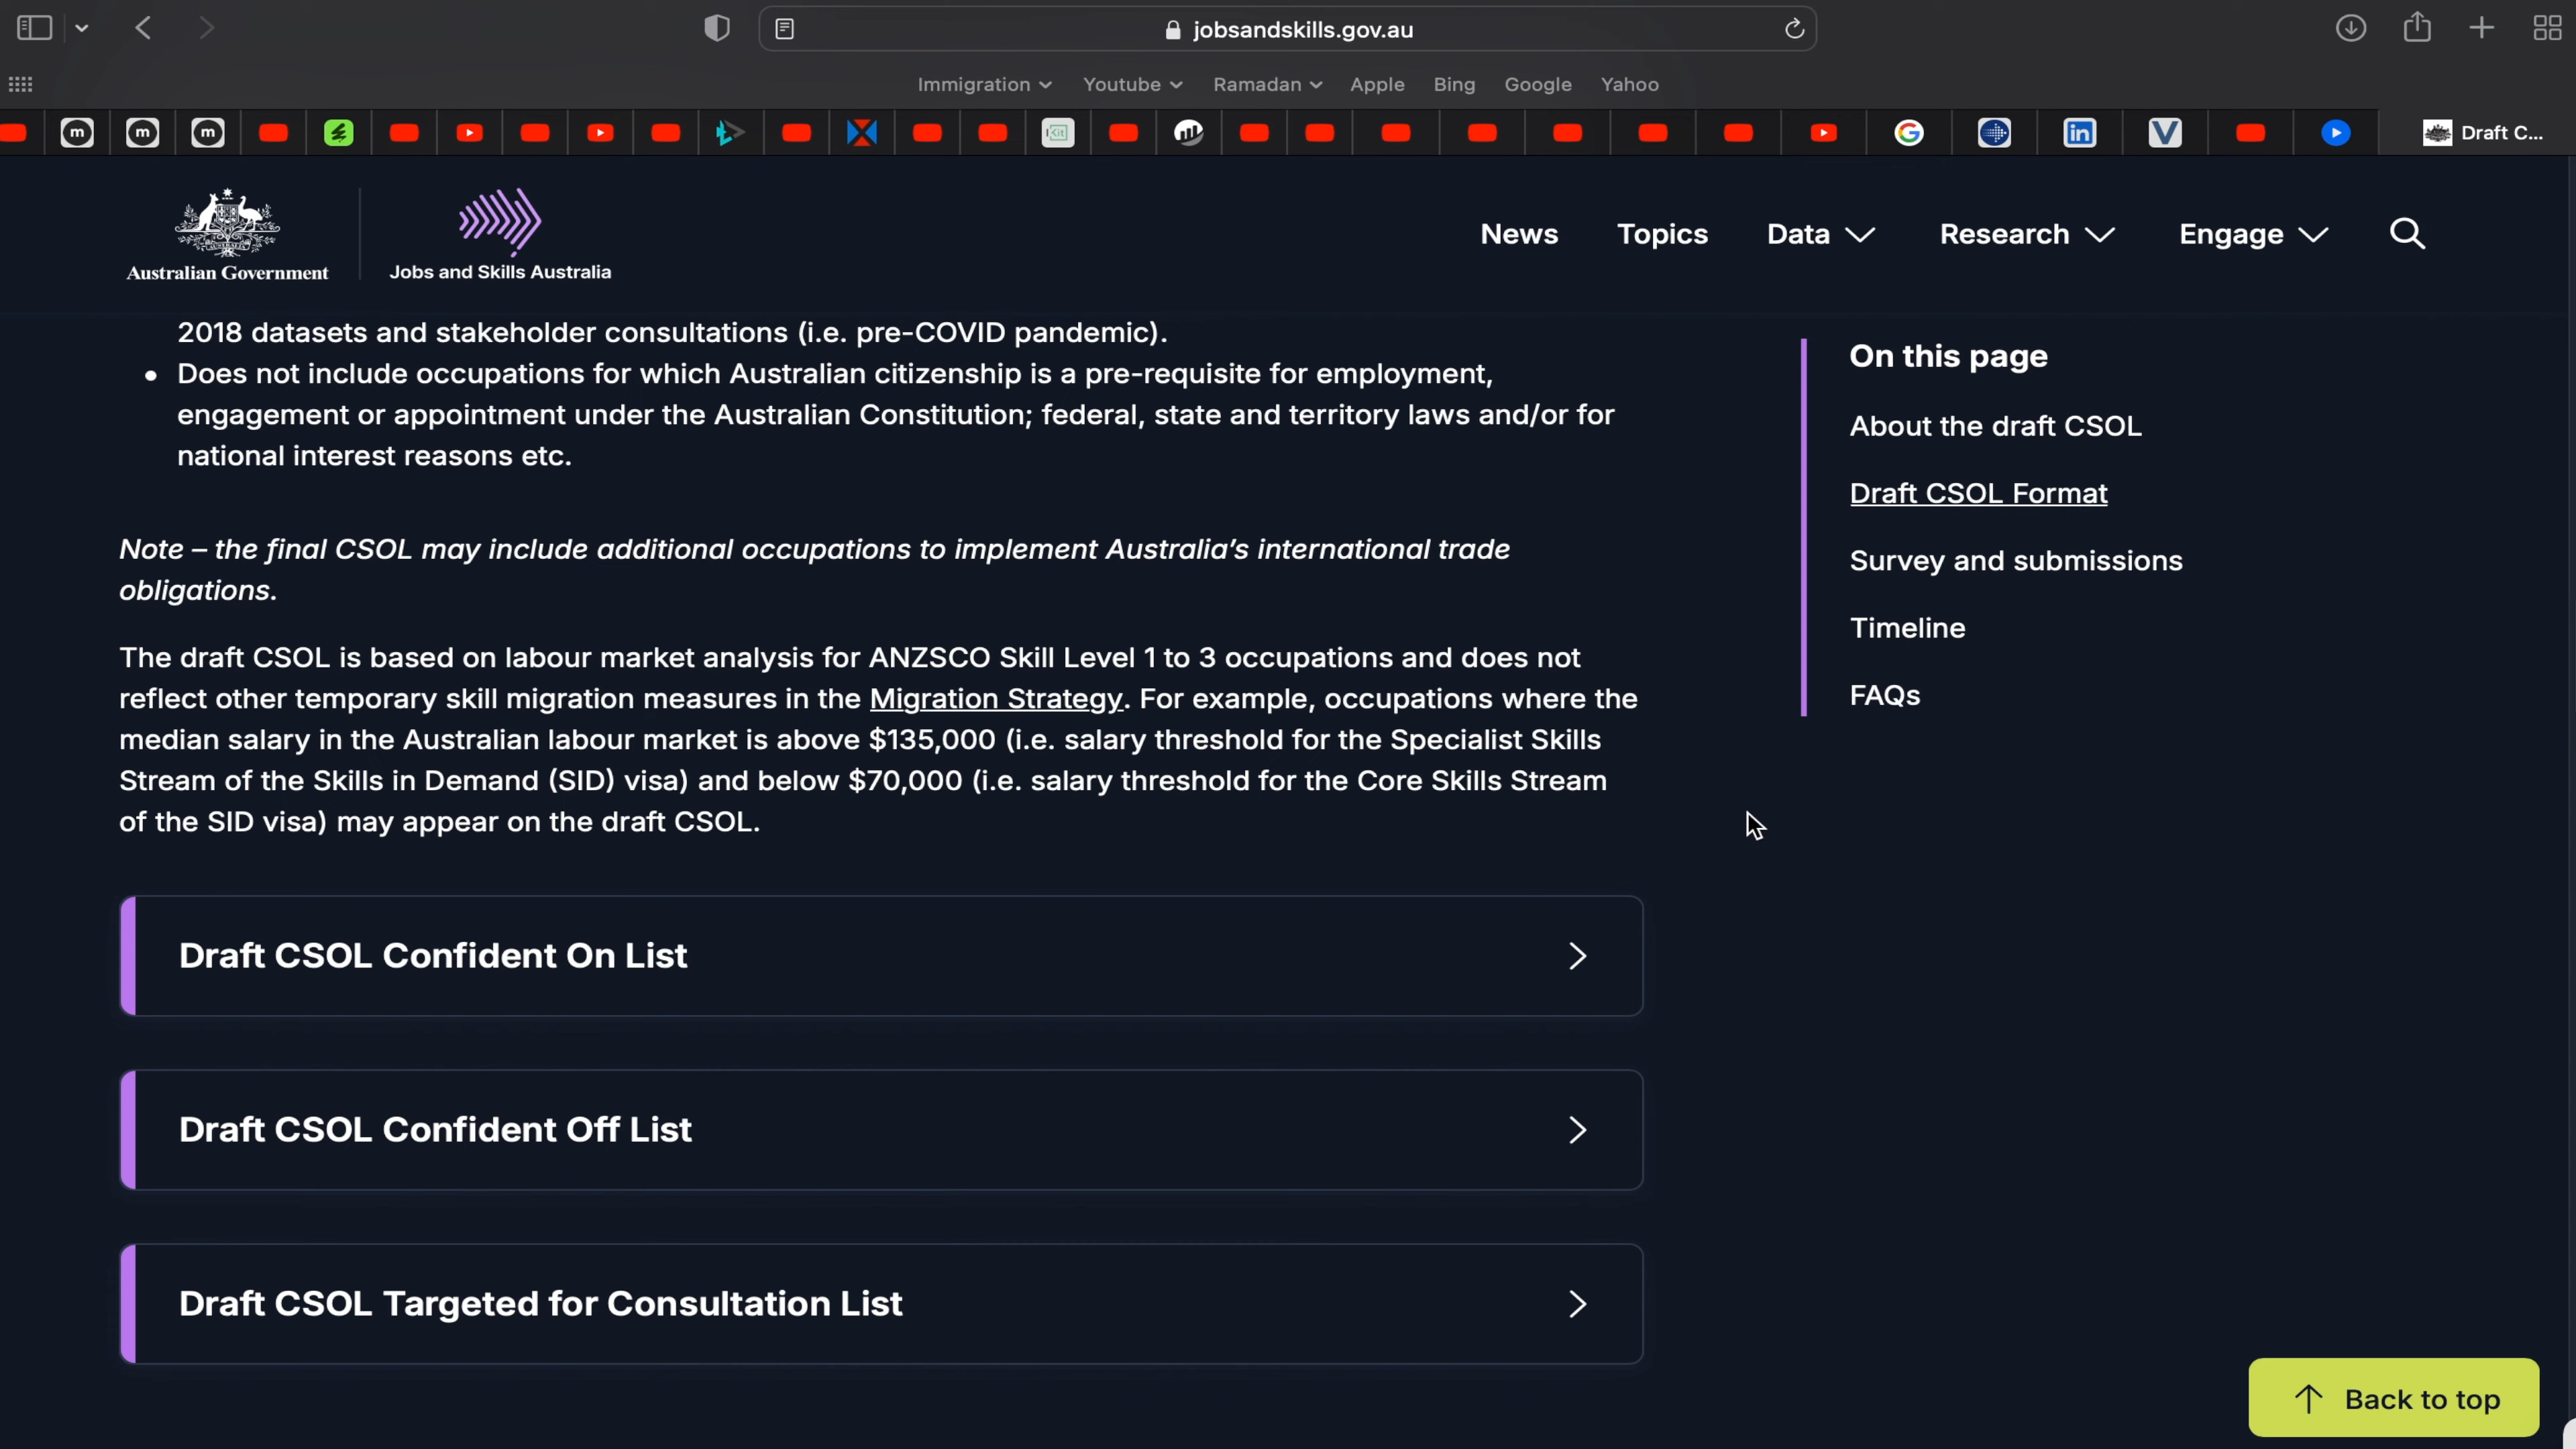 jobsandskills.gov.au
Immigration
Youtube
Ramadan
Apple
Bing
Google
Yahoo
Draft C...
Australian Government
Jobs and Skills Australia
News
Topics
Data
Research
Engage
2018 datasets and stakeholder consultations (i.e. pre-COVID pandemic).
• Does not include occupations for which Australian citizenship is a pre-requisite for employment,
engagement or appointment under the Australian Constitution; federal, state and territory laws and/or for
national interest reasons etc.
Note – the final CSOL may include additional occupations to implement Australia’s international trade
obligations.
The draft CSOL is based on labour market analysis for ANZSCO Skill Level 1 to 3 occupations and does not
reflect other temporary skill migration measures in the Migration Strategy. For example, occupations where the
median salary in the Australian labour market is above $135,000 (i.e. salary threshold for the Specialist Skills
Stream of the Skills in Demand (SID) visa) and below $70,000 (i.e. salary threshold for the Core Skills Stream
of the SID visa) may appear on the draft CSOL.
Draft CSOL Confident On List
Draft CSOL Confident Off List
Draft CSOL Targeted for Consultation List
On this page
About the draft CSOL
Draft CSOL Format
Survey and submissions
Timeline
FAQs
Back to top